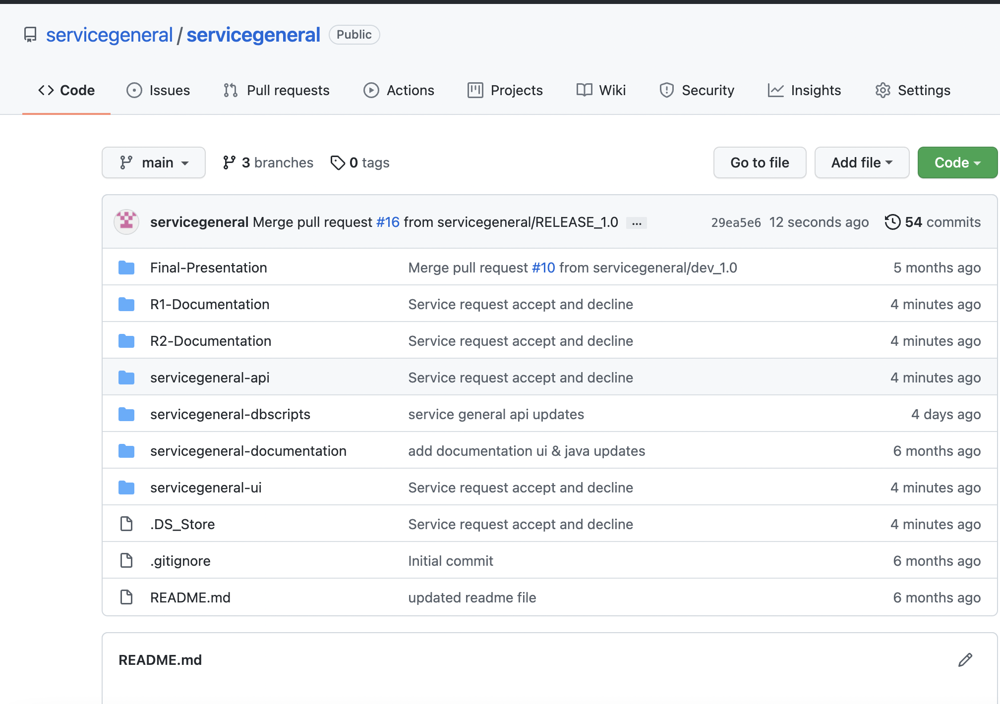 servicegeneral / servicegeneral Public
Code Issues Pull requests Actions Projects Wiki Security Insights Settings
main 3 branches 0 tags Go to file Add file Code
servicegeneral Merge pull request #16 from servicegeneral/RELEASE_1.0 ... 29ea5e6 12 seconds ago 54 commits
Final-Presentation Merge pull request #10 from servicegeneral/dev_1.0 5 months ago
R1-Documentation Service request accept and decline 4 minutes ago
R2-Documentation Service request accept and decline 4 minutes ago
servicegeneral-api Service request accept and decline 4 minutes ago
servicegeneral-dbscripts service general api updates 4 days ago
servicegeneral-documentation add documentation ui & java updates 6 months ago
servicegeneral-ui Service request accept and decline 4 minutes ago
.DS_Store Service request accept and decline 4 minutes ago
.gitignore Initial commit 6 months ago
README.md updated readme file 6 months ago
README.md